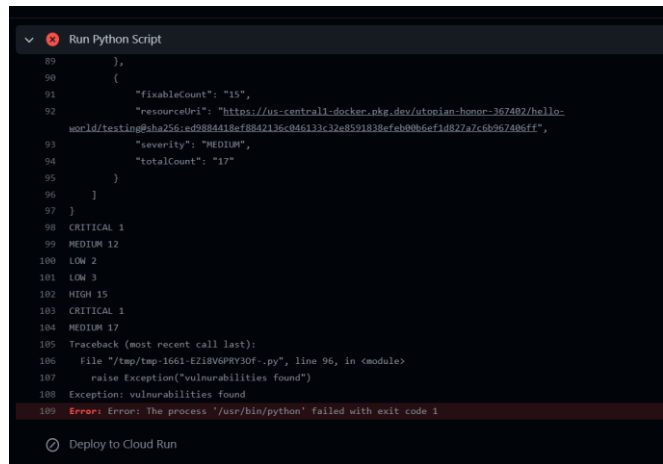 Run Python Script
89 },
90 {
91 "fixableCount": "15",
92 "resourceUri": "https://us-central1-docker.pkg.dev/utopian-honor-367402/hello-
world/testing@sha256:ed9884418ef8842136c046133c32e8591838efeb00b6ef1d827a7c6b967406ff",
93 "severity": "MEDIUM",
94 "totalCount": "17"
95 }
96 ]
97 }
98 CRITICAL 1
99 MEDIUM 12
100 LOW 2
101 LOW 3
102 HIGH 15
103 CRITICAL 1
104 MEDIUM 17
105 Traceback (most recent call last):
106 File "/tmp/tmp-1661-EZi8V6PRY3Of-.py", line 96, in <module>
107 raise Exception("vulnurabilities found")
108 Exception: vulnurabilities found
109 Error: Error: The process '/usr/bin/python' failed with exit code 1
Deploy to Cloud Run